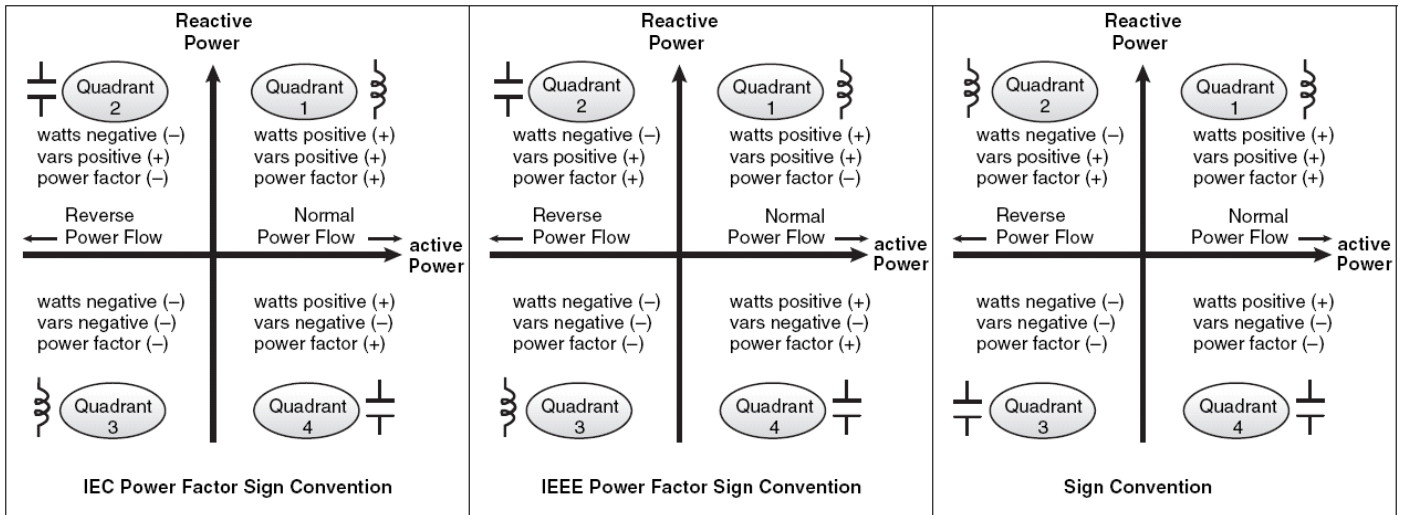 Reactive
Power
Quadrant
2
Quadrant
1
watts negative (–)
vars positive (+)
power factor (–)
watts positive (+)
vars positive (+)
power factor (+)
Reverse
Power Flow
Normal
Power Flow
active
Power
watts negative (–)
vars negative (–)
power factor (–)
watts positive (+)
vars negative (–)
power factor (+)
Quadrant
3
Quadrant
4
IEC Power Factor Sign Convention
Reactive
Power
Quadrant
2
Quadrant
1
watts negative (–)
vars positive (+)
power factor (+)
watts positive (+)
vars positive (+)
power factor (–)
Reverse
Power Flow
Normal
Power Flow
active
Power
watts negative (–)
vars negative (–)
power factor (–)
watts positive (+)
vars negative (–)
power factor (+)
Quadrant
3
Quadrant
4
IEEE Power Factor Sign Convention
Reactive
Power
Quadrant
2
Quadrant
1
watts negative (–)
vars positive (+)
power factor (+)
watts positive (+)
vars positive (+)
power factor (+)
Reverse
Power Flow
Normal
Power Flow
active
Power
watts negative (–)
vars negative (–)
power factor (–)
watts positive (+)
vars negative (–)
power factor (–)
Quadrant
3
Quadrant
4
Sign Convention